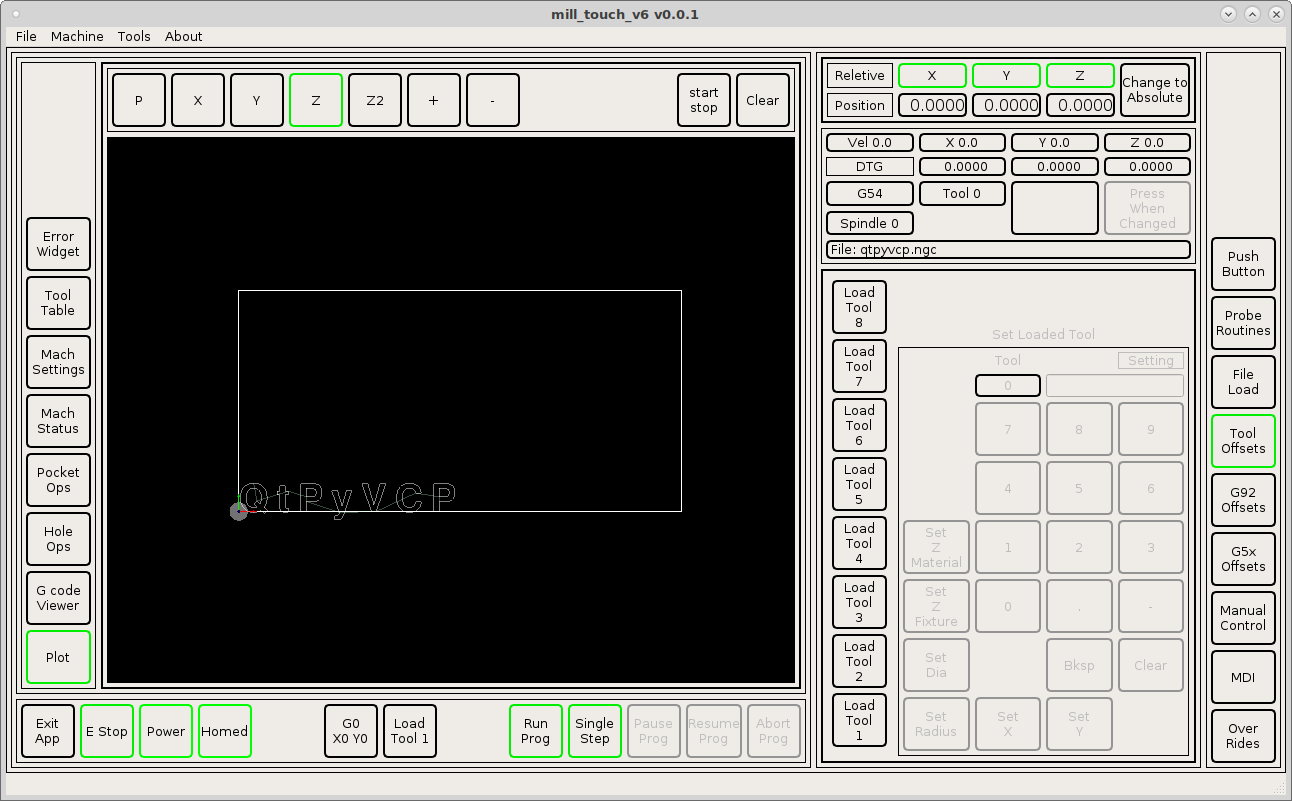 mill_touch_v6 v0.0.1
File Machine Tools About
P X Y Z Z2 + -
start
stop
Clear
Error
Widget
Tool
Table
Mach
Settings
Mach
Status
Pocket
Ops
Hole
Ops
G code
Viewer
Plot
QtPyVCP
Exit
App
E Stop
Power
Homed
G0
X0 Y0
Load
Tool 1
Run
Prog
Single
Step
Pause
Prog
Resume
Prog
Abort
Prog
Reletive X Y Z
Position 0.0000 0.0000 0.0000
Change to
Absolute
Vel 0.0 X 0.0 Y 0.0 Z 0.0
DTG 0.0000 0.0000 0.0000
G54 Tool 0
Press
When
Changed
Spindle 0
File: qtpyvcp.ngc
Load
Tool
8
Load
Tool
7
Load
Tool
6
Load
Tool
5
Load
Tool
4
Load
Tool
3
Load
Tool
2
Load
Tool
1
Set Loaded Tool
Tool Setting
0
7 8 9
4 5 6
Set
Z
Material
1 2 3
Set
Z
Fixture
0 . -
Set
Dia
Bksp Clear
Set
Radius
Set
X
Set
Y
Push
Button
Probe
Routines
File
Load
Tool
Offsets
G92
Offsets
G5x
Offsets
Manual
Control
MDI
Over
Rides